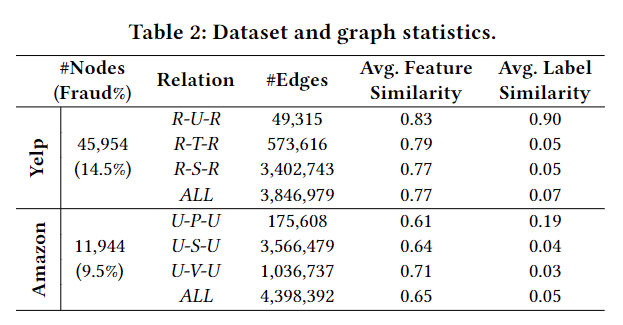 Table 2: Dataset and graph statistics.
#Nodes (Fraud%) Relation #Edges Avg. Feature Similarity Avg. Label Similarity
Yelp 45,954 (14.5%)
R-U-R 49,315 0.83 0.90
R-T-R 573,616 0.79 0.05
R-S-R 3,402,743 0.77 0.05
ALL 3,846,979 0.77 0.07
Amazon 11,944 (9.5%)
U-P-U 175,608 0.61 0.19
U-S-U 3,566,479 0.64 0.04
U-V-U 1,036,737 0.71 0.03
ALL 4,398,392 0.65 0.05